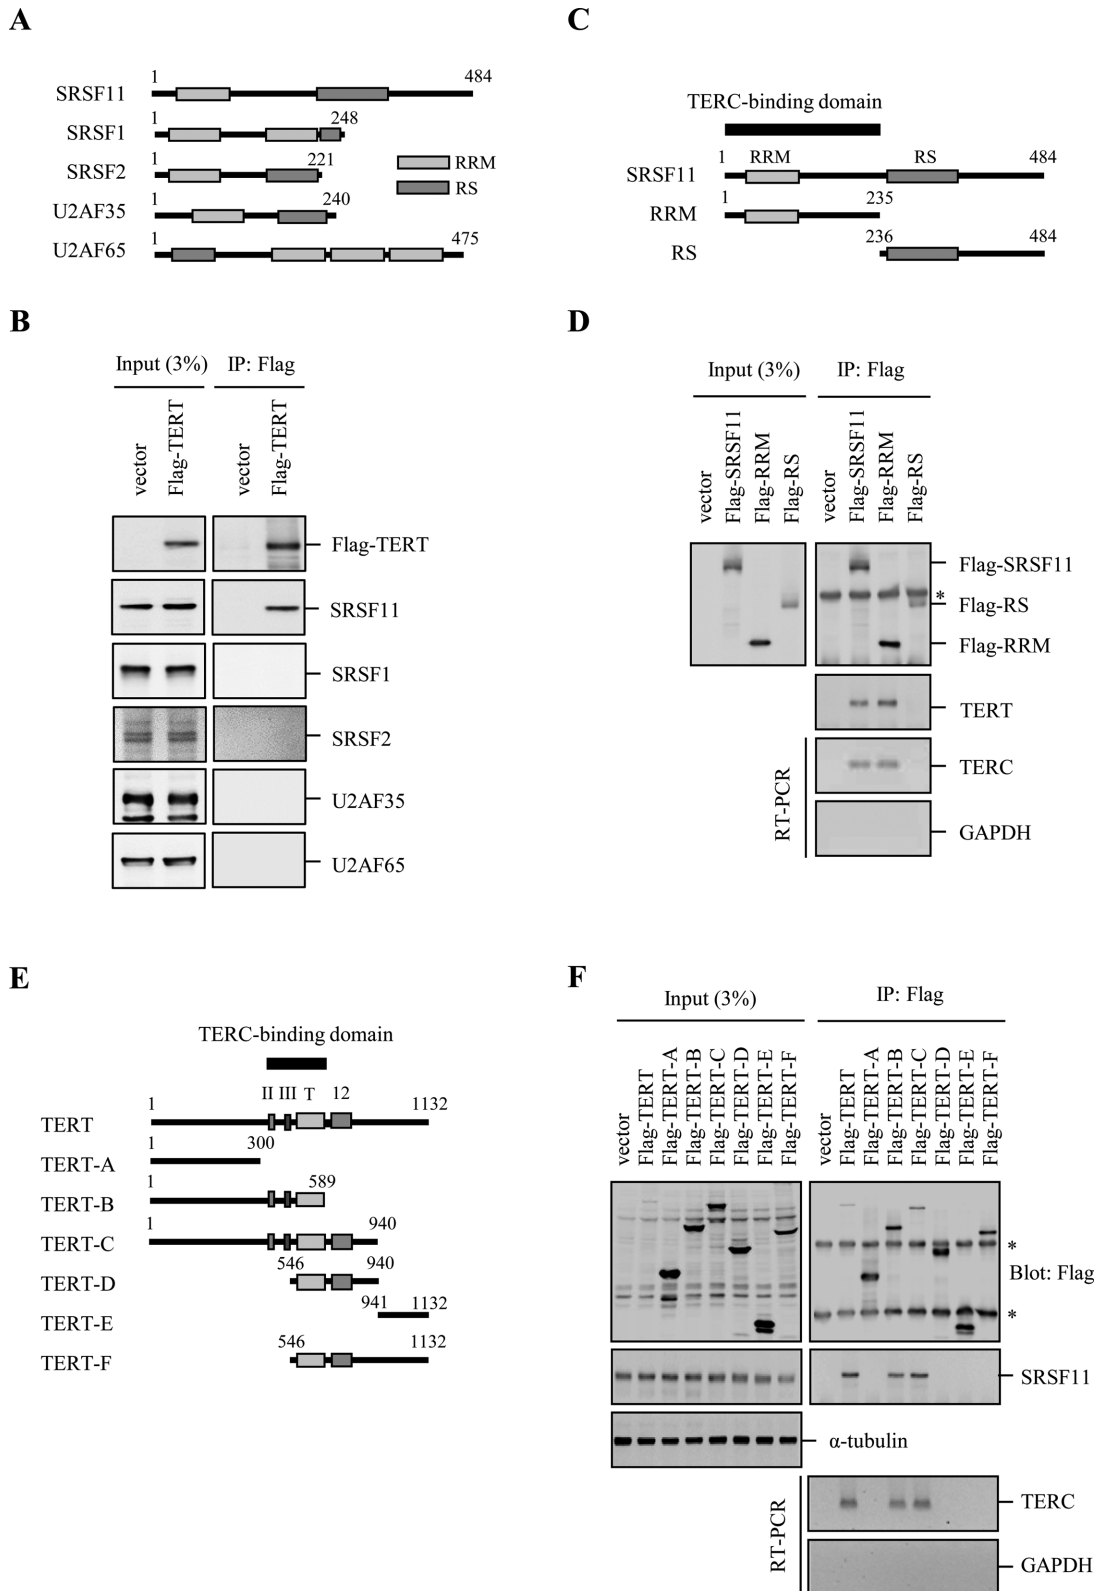 A
1 484
SRSF11
1 248
SRSF1
1 221
SRSF2
1 240
U2AF35
1 475
U2AF65
RRM
RS
C
TERC-binding domain
1 RRM RS 484
SRSF11
1 235
RRM
236 484
RS
B
Input (3%) IP: Flag
vector
Flag-TERT
vector
Flag-TERT
Flag-TERT
SRSF11
SRSF1
SRSF2
U2AF35
U2AF65
D
Input (3%) IP: Flag
vector
Flag-SRSF11
Flag-RRM
Flag-RS
vector
Flag-SRSF11
Flag-RRM
Flag-RS
Flag-SRSF11
*
Flag-RS
Flag-RRM
TERT
RT-PCR
TERC
GAPDH
E
TERC-binding domain
II III T 12
1 1132
TERT
1 300
TERT-A
1 589
TERT-B
1 940
TERT-C
546 940
TERT-D
941 1132
TERT-E
546 1132
TERT-F
F
Input (3%) IP: Flag
vector
Flag-TERT
Flag-TERT-A
Flag-TERT-B
Flag-TERT-C
Flag-TERT-D
Flag-TERT-E
Flag-TERT-F
vector
Flag-TERT
Flag-TERT-A
Flag-TERT-B
Flag-TERT-C
Flag-TERT-D
Flag-TERT-E
Flag-TERT-F
*
Blot: Flag
*
SRSF11
α-tubulin
RT-PCR
TERC
GAPDH